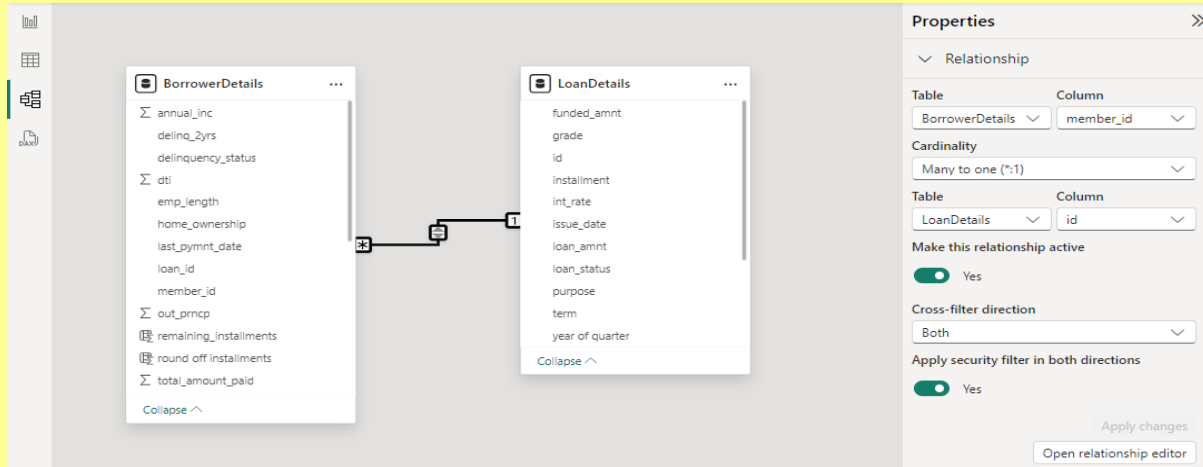 BorrowerDetails ...
Σ annual_inc
delinq_2yrs
delinquency_status
Σ dti
emp_length
home_ownership
last_pymnt_date
loan_id
member_id
Σ out_prncp
remaining_installments
round off installments
Σ total_amount_paid
Collapse
*
1
LoanDetails ...
funded_amnt
grade
id
installment
int_rate
issue_date
loan_amnt
loan_status
purpose
term
year of quarter
Collapse
Properties
Relationship
Table Column
BorrowerDetails member_id
Cardinality
Many to one (*:1)
Table Column
LoanDetails id
Make this relationship active
Yes
Cross-filter direction
Both
Apply security filter in both directions
Yes
Apply changes
Open relationship editor